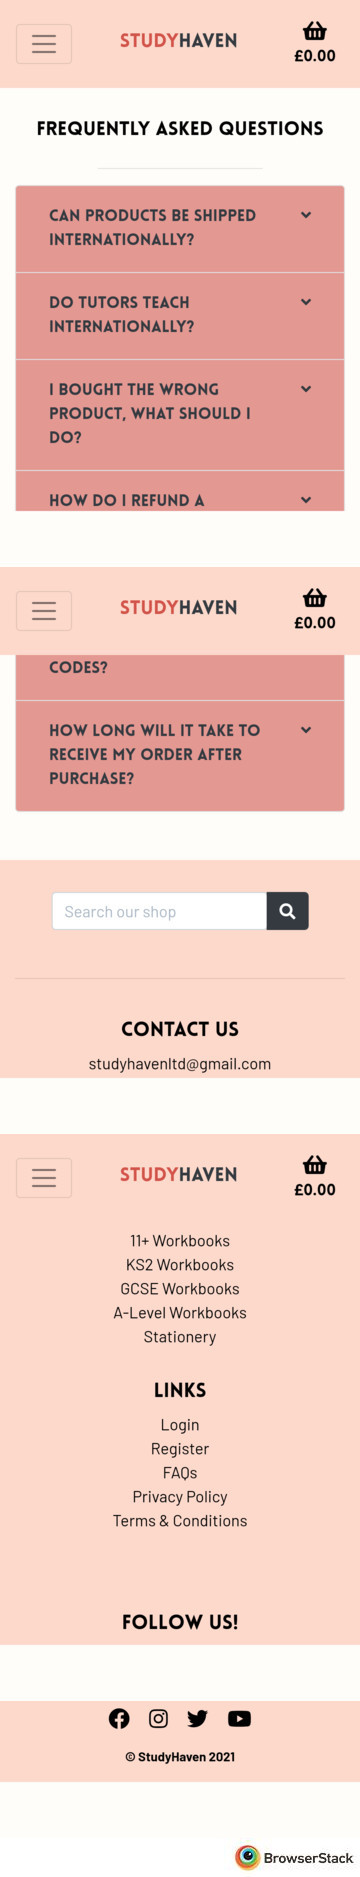 STUDYHAVEN
£0.00
FREQUENTLY ASKED QUESTIONS
CAN PRODUCTS BE SHIPPED
INTERNATIONALLY?
DO TUTORS TEACH
INTERNATIONALLY?
I BOUGHT THE WRONG
PRODUCT, WHAT SHOULD I
DO?
HOW DO I REFUND A
STUDYHAVEN
£0.00
CODES?
HOW LONG WILL IT TAKE TO
RECEIVE MY ORDER AFTER
PURCHASE?
Search our shop
CONTACT US
studyhavenltd@gmail.com
STUDYHAVEN
£0.00
11+ Workbooks
KS2 Workbooks
GCSE Workbooks
A-Level Workbooks
Stationery
LINKS
Login
Register
FAQs
Privacy Policy
Terms & Conditions
FOLLOW US!
© StudyHaven 2021
BrowserStack